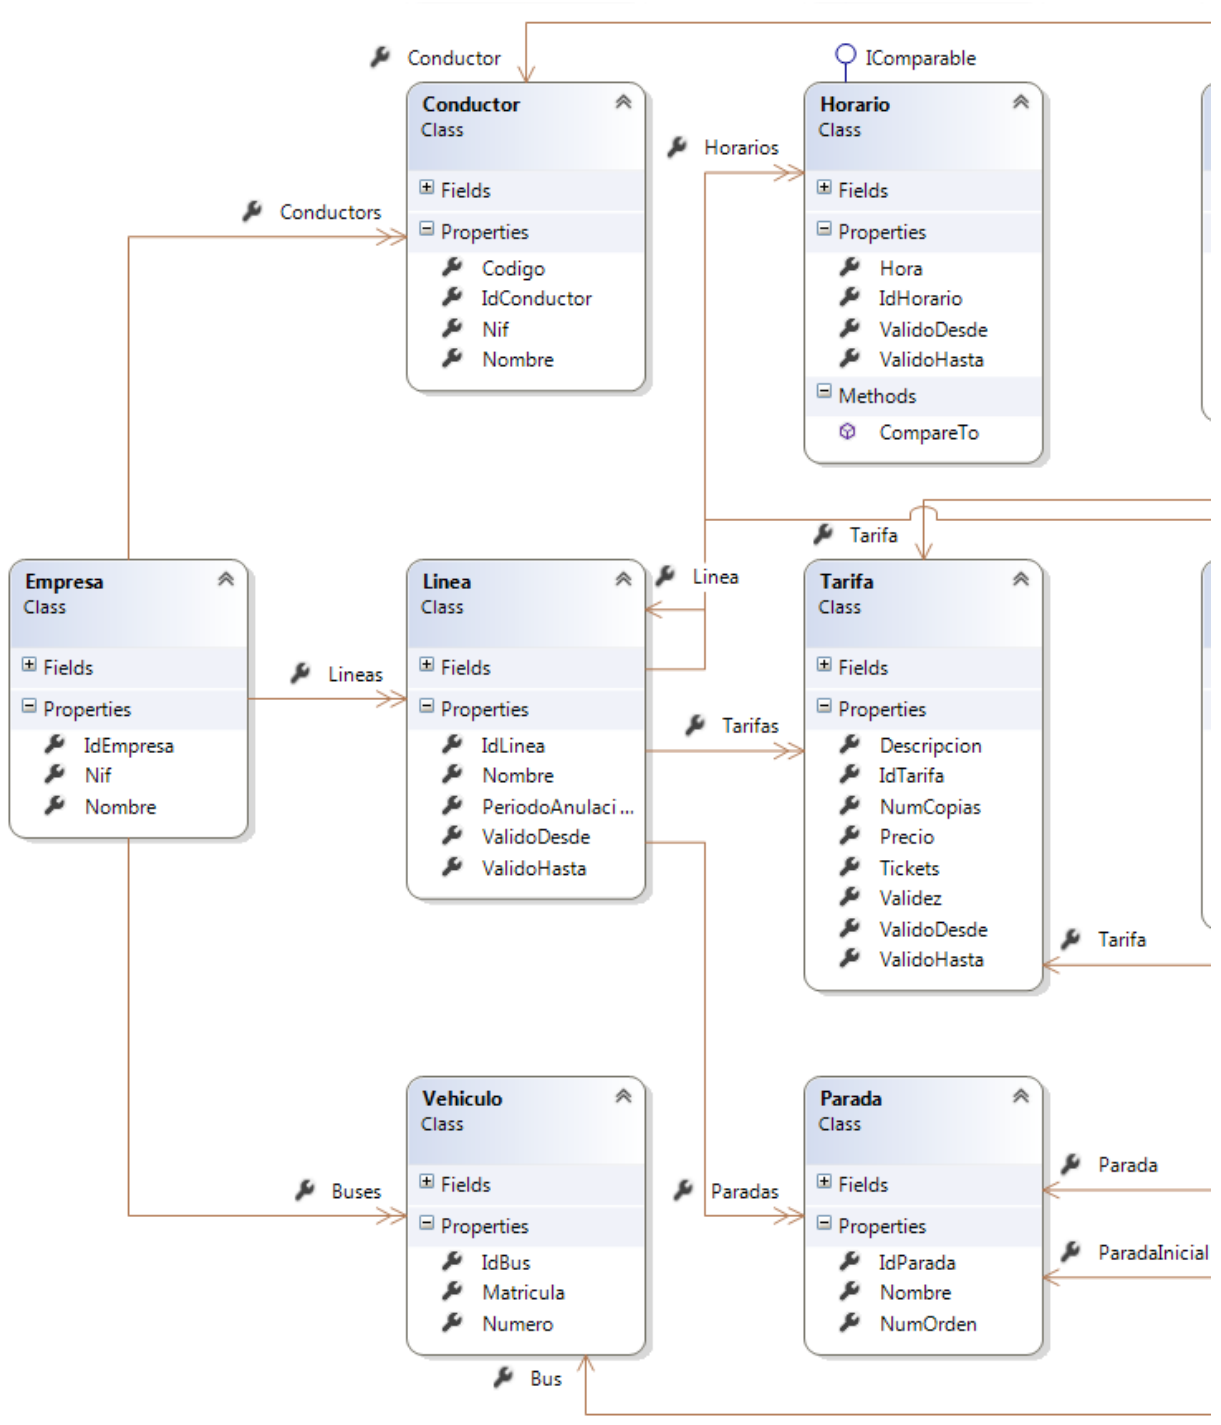 Conductor
IComparable
Conductor
Class
Fields
Properties
Codigo
IdConductor
Nif
Nombre
Horarios
Horario
Class
Fields
Properties
Hora
IdHorario
ValidoDesde
ValidoHasta
Methods
CompareTo
Conductors
Empresa
Class
Fields
Properties
IdEmpresa
Nif
Nombre
Lineas
Linea
Class
Fields
Properties
IdLinea
Nombre
PeriodoAnulaci ...
ValidoDesde
ValidoHasta
Linea
Tarifas
Tarifa
Tarifa
Class
Fields
Properties
Descripcion
IdTarifa
NumCopias
Precio
Tickets
Validez
ValidoDesde
ValidoHasta
Tarifa
Buses
Vehiculo
Class
Fields
Properties
IdBus
Matricula
Numero
Bus
Paradas
Parada
Class
Fields
Properties
IdParada
Nombre
NumOrden
Parada
ParadaInicial